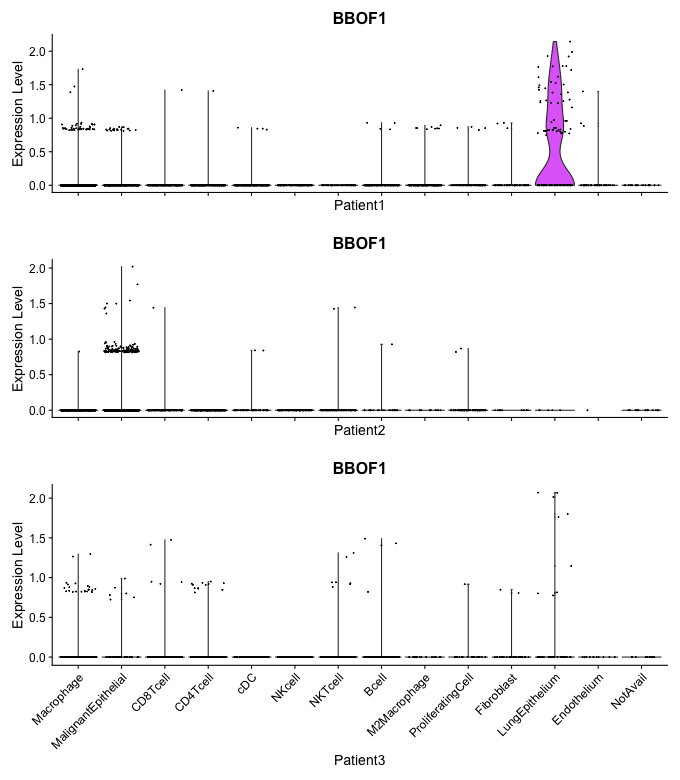 BBOF1
Expression Level
2.0
1.5
1.0
0.5
0.0
Patient1
BBOF1
Expression Level
2.0
1.5
1.0
0.5
0.0
Patient2
BBOF1
Expression Level
2.0
1.5
1.0
0.5
0.0
Macrophage
MalignantEpithelial
CD8Tcell
CD4Tcell
cDC
NKcell
NKTcell
Bcell
M2Macrophage
ProliferatingCell
Fibroblast
LungEpithelium
Endothelium
NotAvail
Patient3